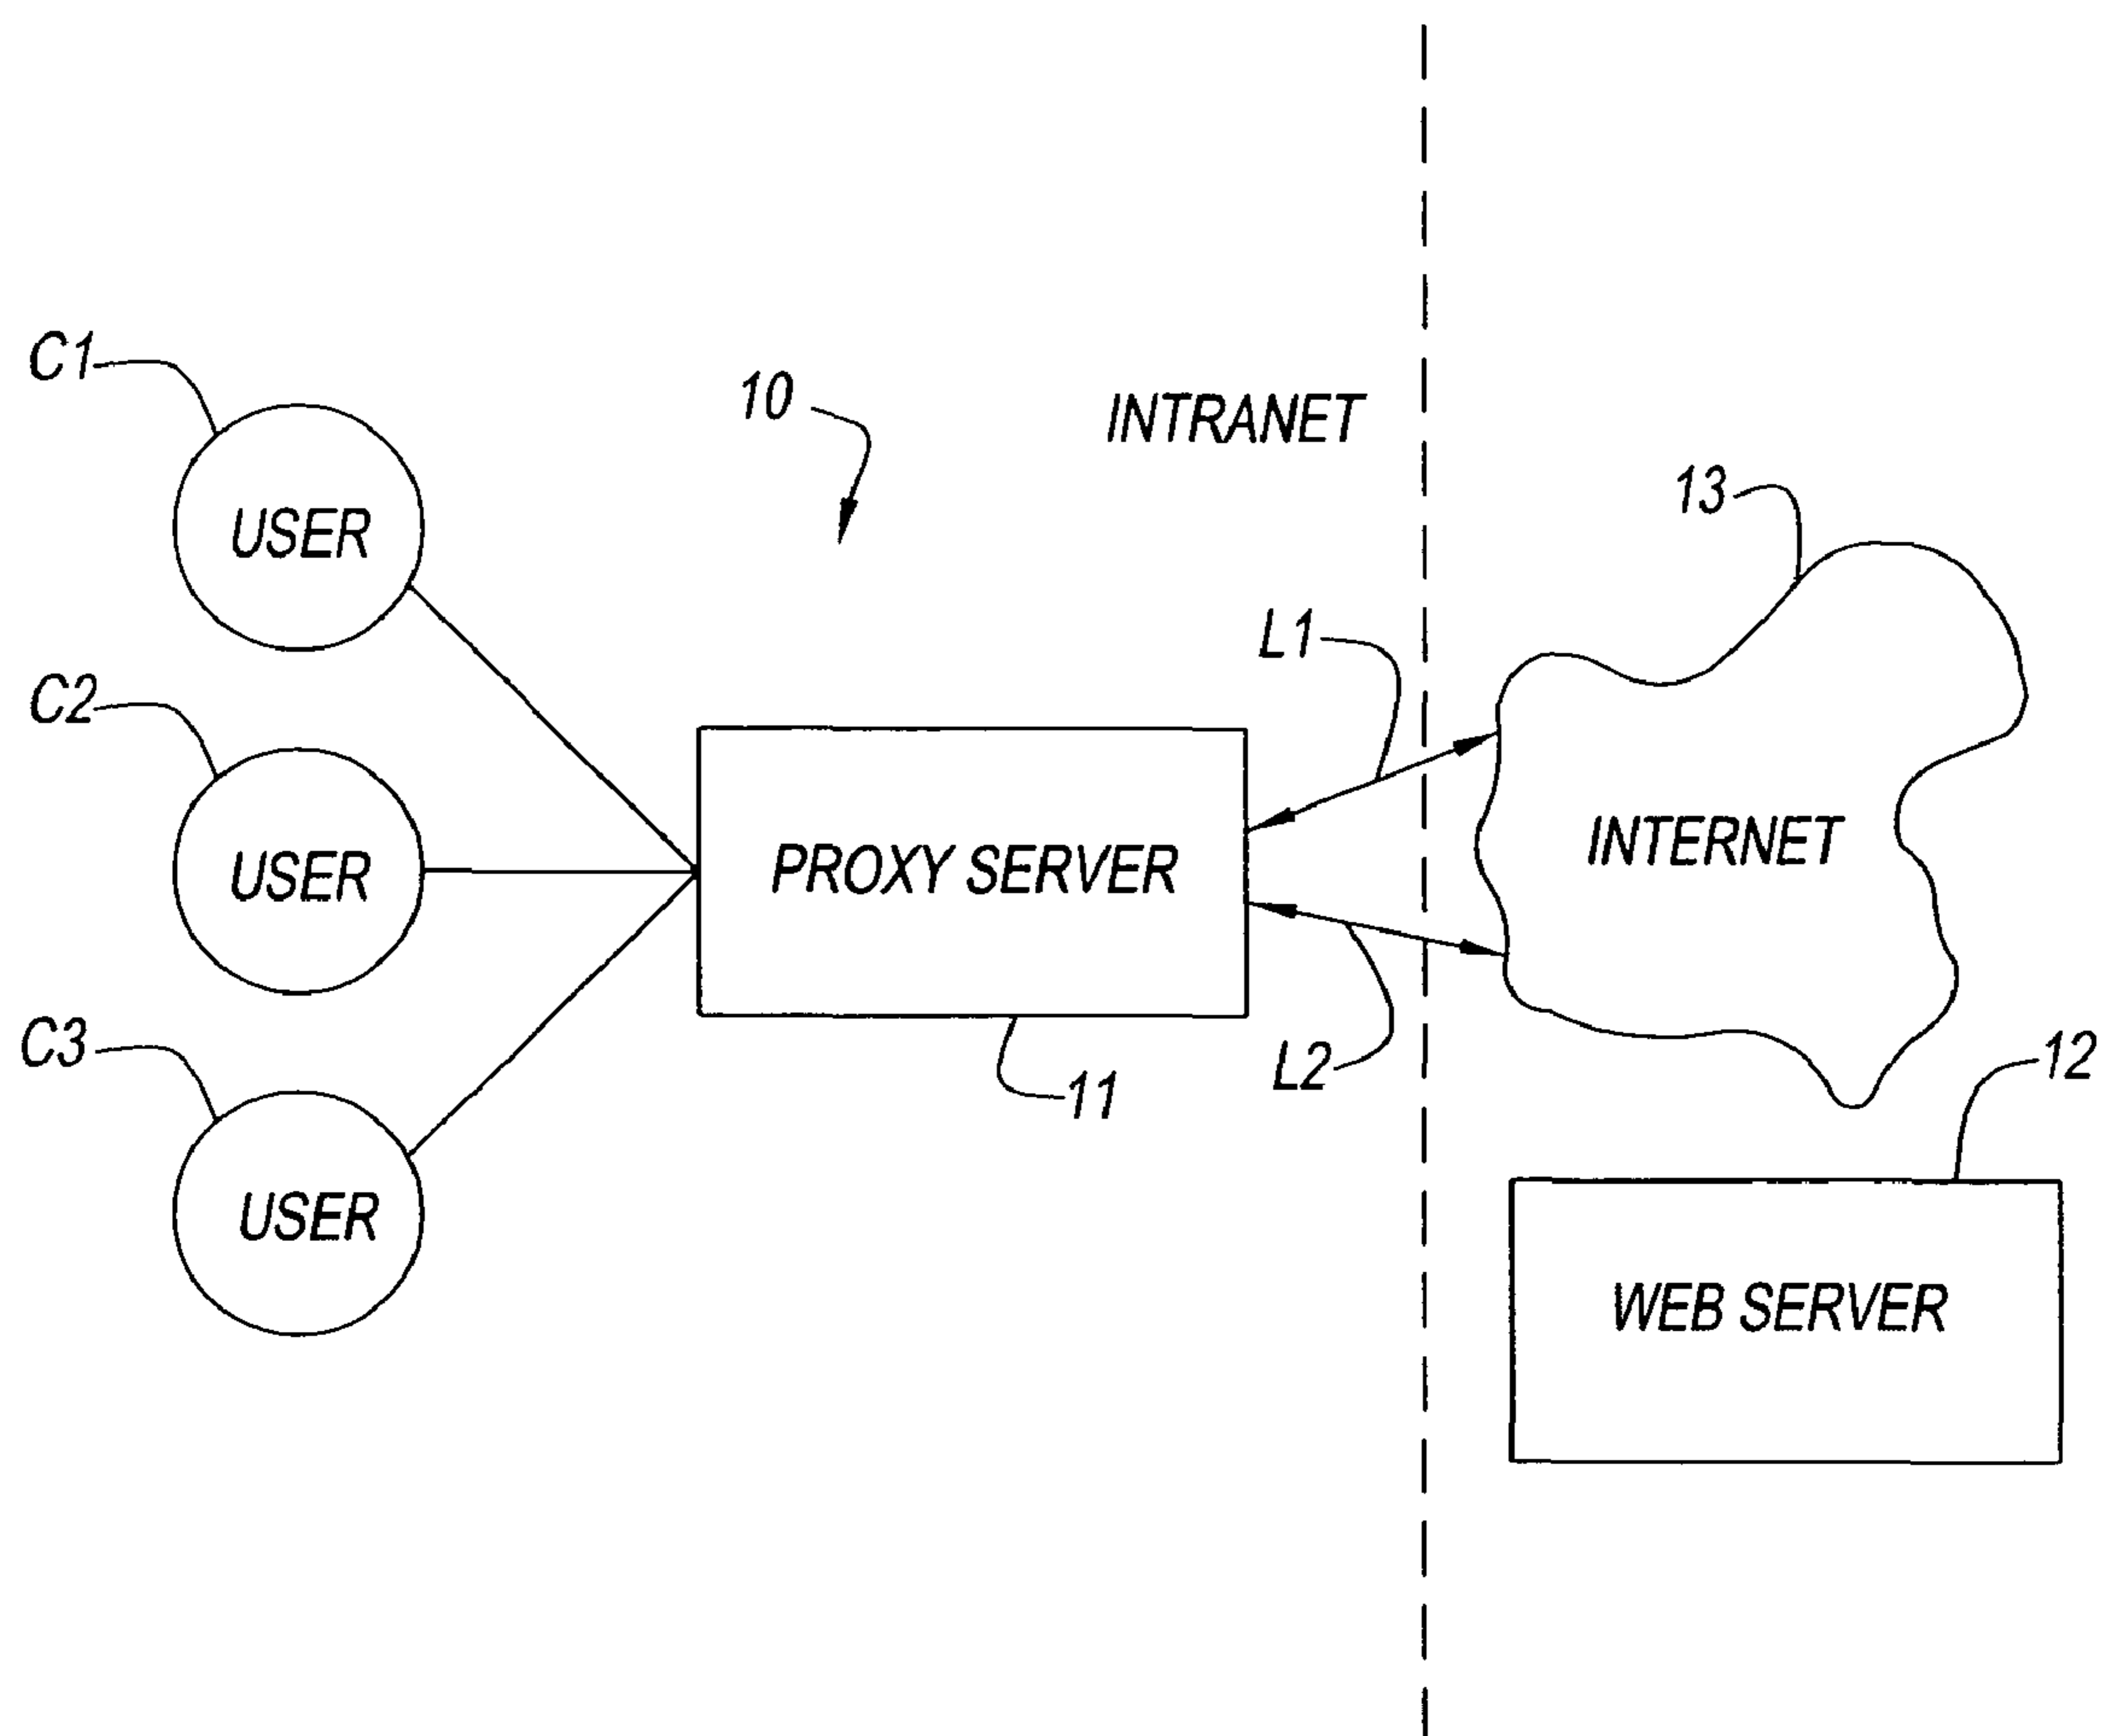 C1
10
INTRANET
13
USER
L1
C2
INTERNET
PROXY SERVER
USER
C3
L2
12
11
USER
WEB SERVER